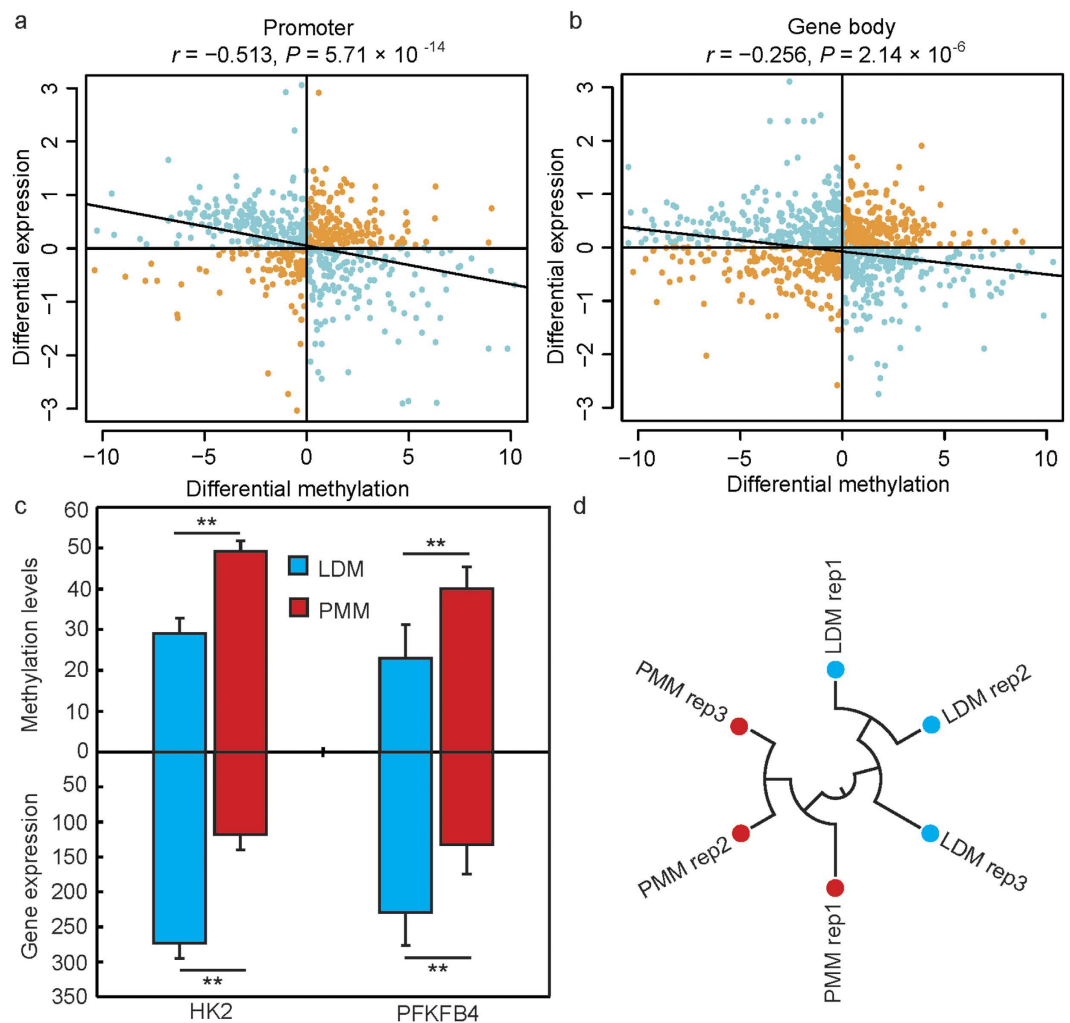 a
Promoter
r = −0.513, P = 5.71 × 10 -14
Differential expression
3
2
1
0
−1
−2
−3
−10
−5
0
5
10
Differential methylation
b
Gene body
r = −0.256, P = 2.14 × 10-6
Differential expression
3
2
1
0
−1
−2
−3
−10
−5
0
5
10
Differential methylation
c
Methylation levels
60
50
40
30
20
10
0
Gene expression
50
100
150
200
250
300
350
**
**
LDM
PMM
**
**
HK2
PFKFB4
d
LDM rep1
LDM rep2
LDM rep3
PMM rep1
PMM rep2
PMM rep3